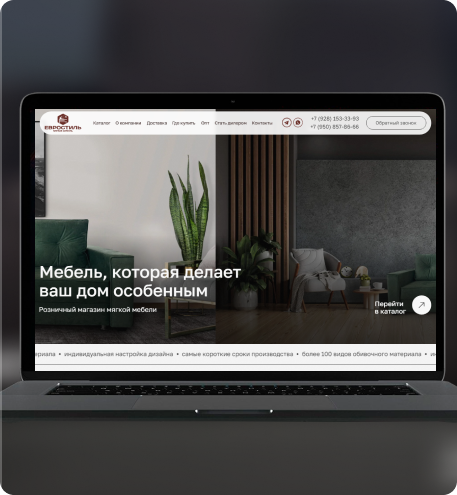 ЕВРОСТИЛЬ
Каталог О компании Доставка Где купить Опт Стать дилером Контакты
+7 (928) 153-33-93
+7 (950) 857-86-66
Обратный звонок
Мебель, которая делает
ваш дом особенным
Розничный магазин мягкой мебели
Перейти
в каталог
ериала • индивидуальная настройка дизайна • самые короткие сроки производства • более 100 видов обивочного материала • ин